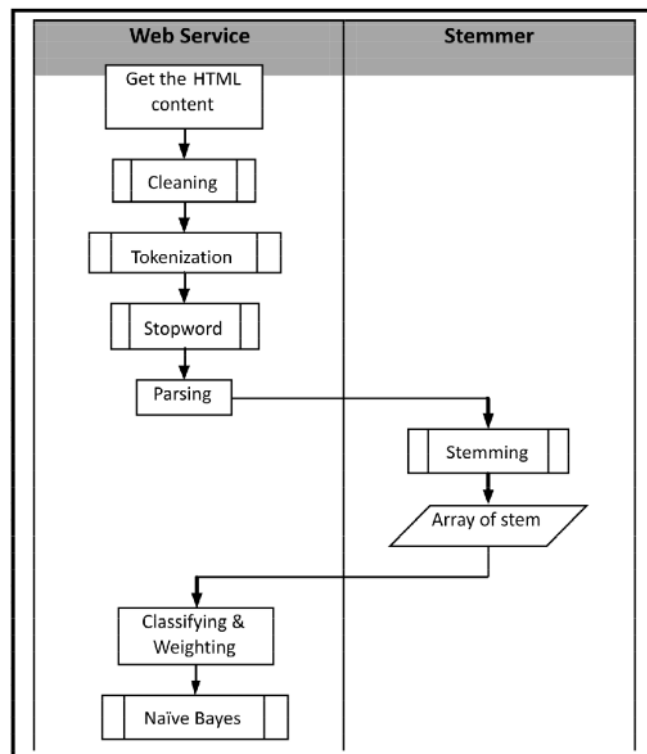 Web Service
Stemmer
Get the HTML
content
Cleaning
Tokenization
Stopword
Parsing
Stemming
Array of stem
Classifying &
Weighting
Naïve Bayes